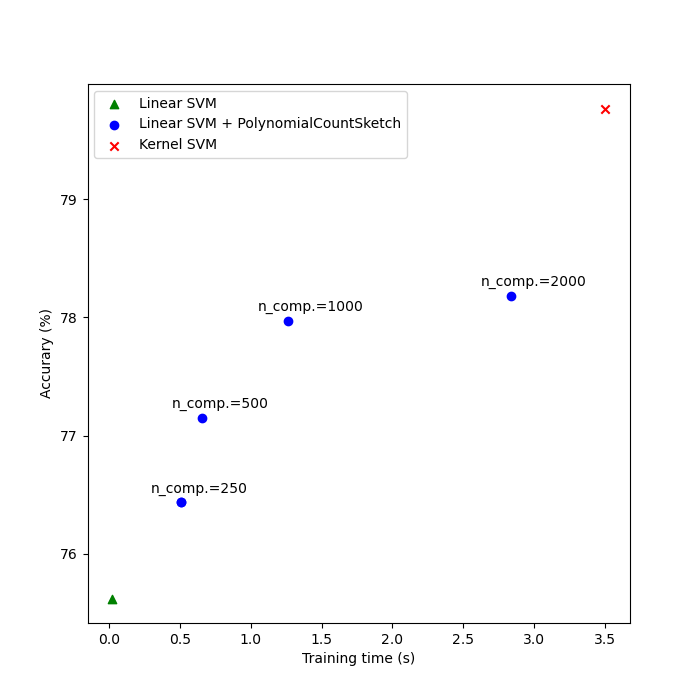 Linear SVM
Linear SVM + PolynomialCountSketch
Kernel SVM
79
78
77
76
Accurary (%)
n_comp.=2000
n_comp.=1000
n_comp.=500
n_comp.=250
0.0 0.5 1.0 1.5 2.0 2.5 3.0 3.5
Training time (s)